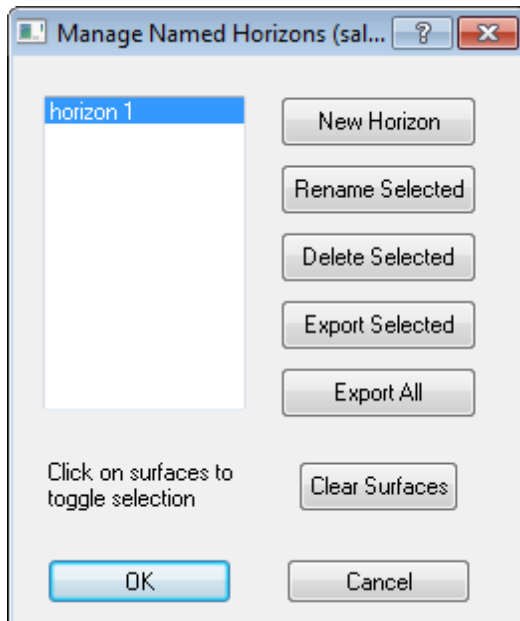 Manage Named Horizons (sal...
horizon 1
New Horizon
Rename Selected
Delete Selected
Export Selected
Export All
Click on surfaces to
toggle selection
Clear Surfaces
OK
Cancel